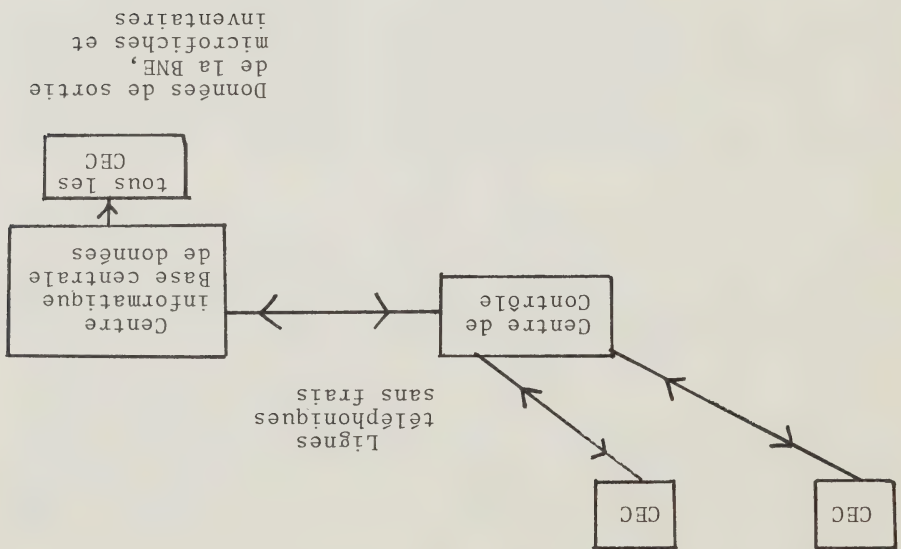 CEC
CEC
Lignes
téléphoniques
sans frais
Centre de
Contrôle
Centre
informatique
Base centrale
de données
tous les
CEC
Données de sortie
de la BNE,
microfiches et
inventaires